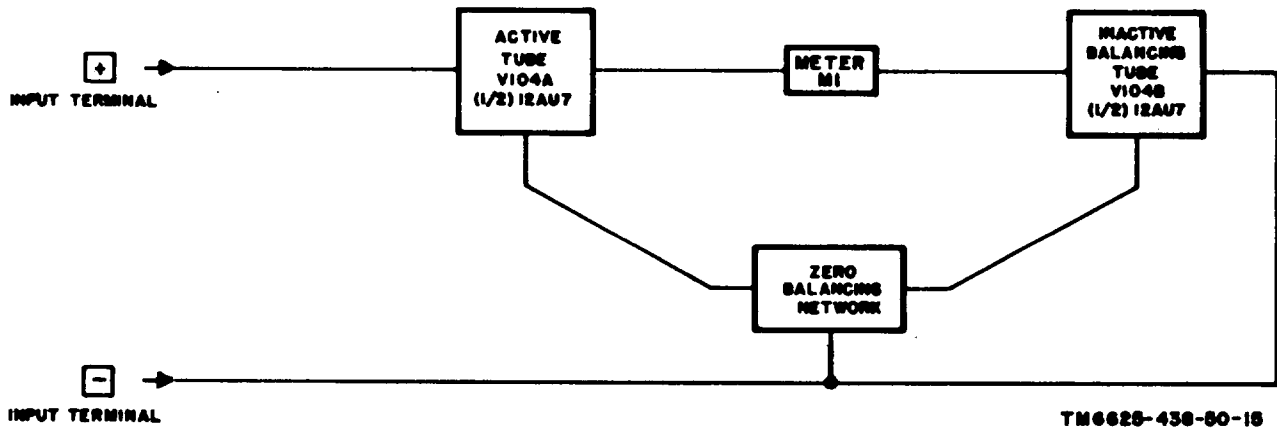 +
INPUT TERMINAL
ACTIVE
TUBE
V104A
(1/2) 12AU7
METER
M1
INACTIVE
BALANCING
TUBE
V104B
(1/2) 12AU7
ZERO
BALANCING
NETWORK
-
INPUT TERMINAL
TM6625-438-50-15